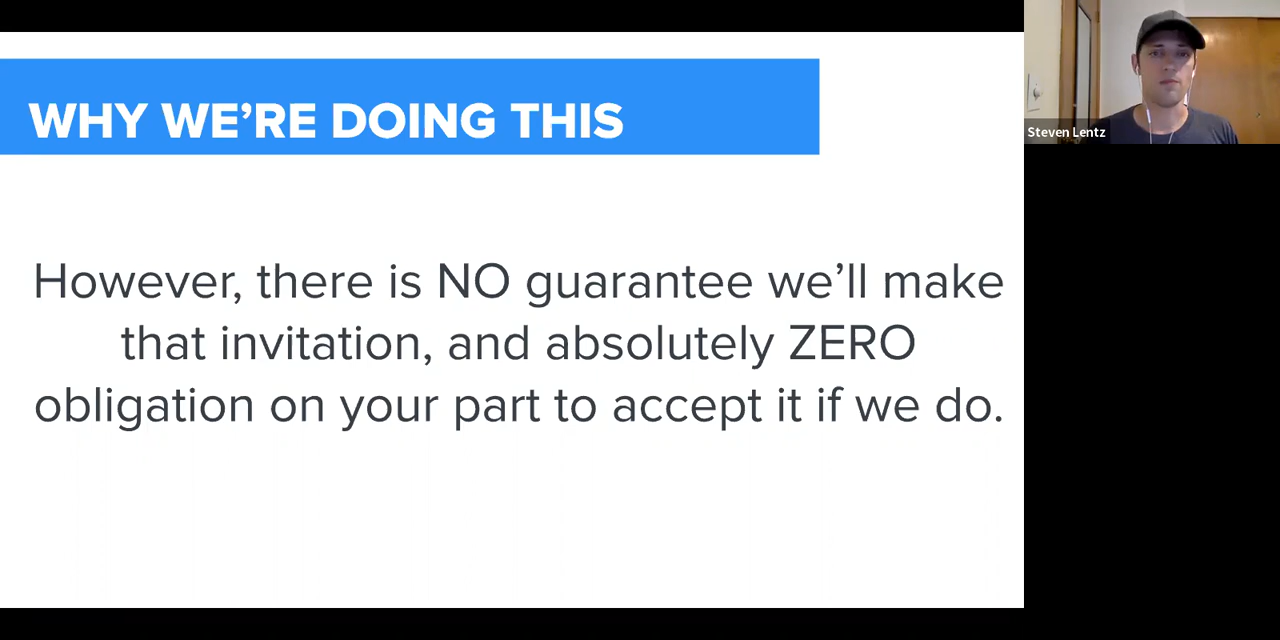 WHY WE’RE DOING THIS
However, there is NO guarantee we’ll make
that invitation, and absolutely ZERO
obligation on your part to accept it if we do.
Steven Lentz